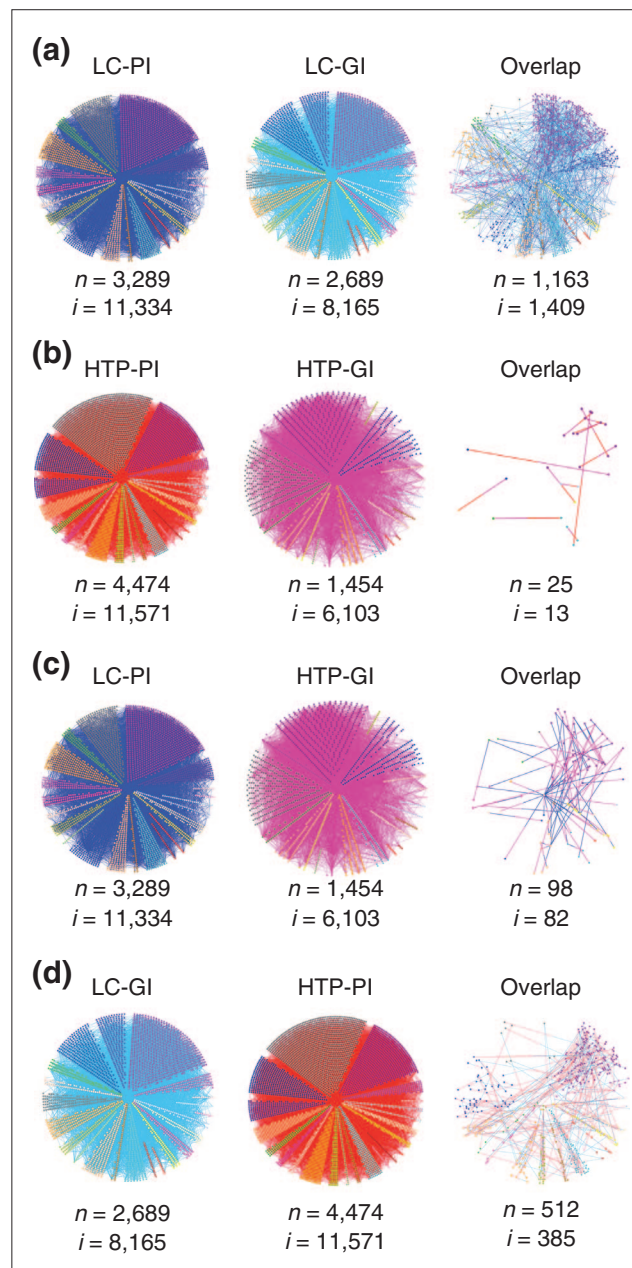 (a)
LC-PI LC-GI Overlap
n = 3,289 n = 2,689 n = 1,163
i = 11,334 i = 8,165 i = 1,409
(b)
HTP-PI HTP-GI Overlap
n = 4,474 n = 1,454 n = 25
i = 11,571 i = 6,103 i = 13
(c)
LC-PI HTP-GI Overlap
n = 3,289 n = 1,454 n = 98
i = 11,334 i = 6,103 i = 82
(d)
LC-GI HTP-PI Overlap
n = 2,689 n = 4,474 n = 512
i = 8,165 i = 11,571 i = 385